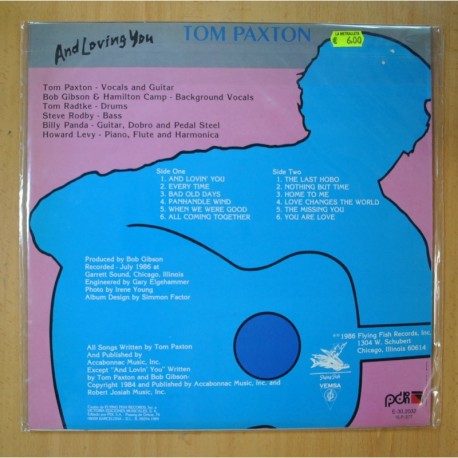 And Loving You
TOM PAXTON
LA METRALLETA
€ 6.00
Tom Paxton - Vocals and Guitar
Bob Gibson & Hamilton Camp - Background Vocals
Tom Radtke - Drums
Steve Rodby - Bass
Billy Panda - Guitar, Dobro and Pedal Steel
Howard Levy - Piano, Flute and Harmonica
Side One
1. AND LOVIN' YOU
2. EVERY TIME
3. BAD OLD DAYS
4. PANHANDLE WIND
5. WHEN WE WERE GOOD
6. ALL COMING TOGETHER
Side Two
1. THE LAST HOBO
2. NOTHING BUT TIME
3. HOME TO ME
4. LOVE CHANGES THE WORLD
5. THE MISSING YOU
6. YOU ARE LOVE
Produced by Bob Gibson
Recorded - July 1986 at
Garrett Sound, Chicago, Illinois
Engineered by Gary Elgehammer
Photo by Irene Young
Album Design by Simmon Factor
All Songs Written by Tom Paxton
And Published by
Accabonnac Music, Inc.
Except "And Lovin' You" Written
by Tom Paxton and Bob Gibson-
Copyright 1984 and Published by Accabonnac Music, Inc. and
Robert Josiah Music, Inc.
1986 Flying Fish Records, Inc.
1304 W. Schubert
Chicago, Illinois 60614
VEMSA
pdi